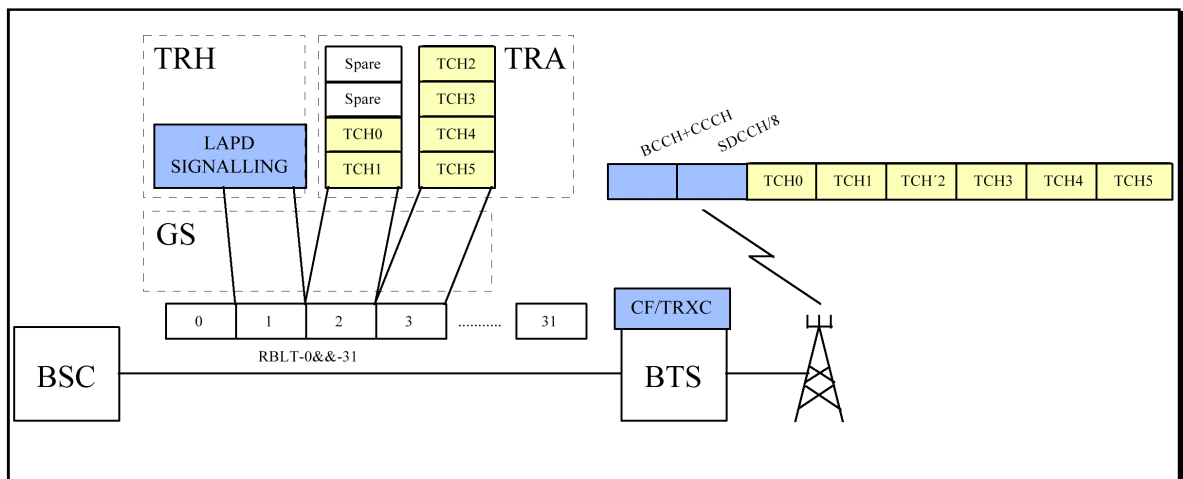 TRH
TRA
Spare
TCH2
Spare
TCH3
LAPD
SIGNALLING
TCH0
TCH4
TCH1
TCH5
BCCH+CCCH
SDCCH/8
TCH0
TCH1
TCH´2
TCH3
TCH4
TCH5
GS
0
1
2
3
...........
31
RBLT-0&&-31
CF/TRXC
BSC
BTS